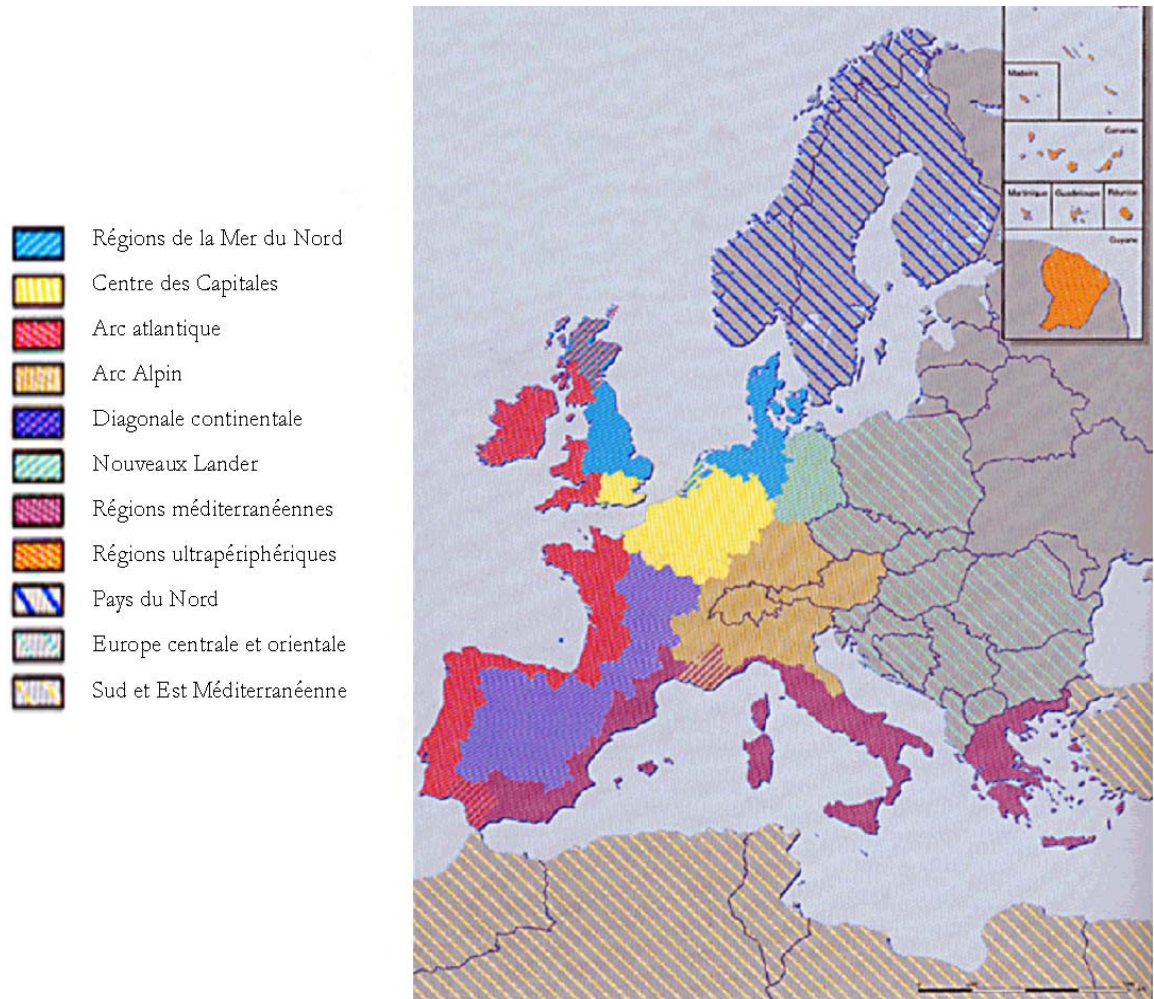 Régions de la Mer du Nord
Centre des Capitales
Arc atlantique
Arc Alpin
Diagonale continentale
Nouveaux Lander
Régions méditerranéennes
Régions ultrapériphériques
Pays du Nord
Europe centrale et orientale
Sud et Est Méditerranéenne
Madeira
Canarias
Martinique
Guadeloupe
Réunion
Guyane